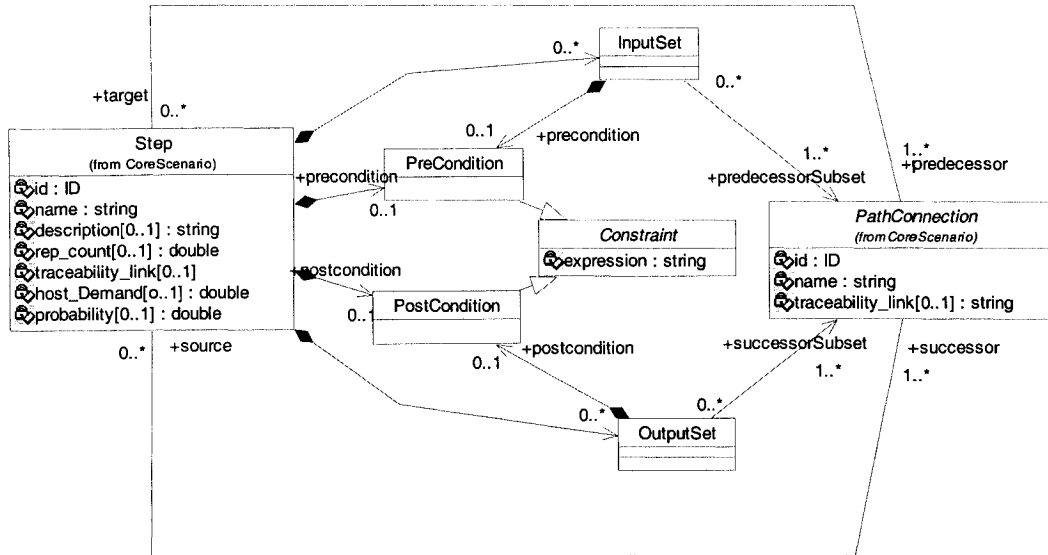 InputSet
0..*
0..*
+target
0..*
0..1
+precondition
Step
(from CoreScenario)
id : ID
name : string
description[0..1] : string
rep_count[0..1] : double
traceability_link[0..1]
host_Demand[o..1] : double
probability[0..1] : double
+precondition
0..1
PreCondition
1..*
+predecessorSubset
1..*
+predecessor
Constraint
expression : string
PathConnection
(from CoreScenario)
id : ID
name : string
traceability_link[0..1] : string
+postcondition
0..1
PostCondition
0..*
+source
+postcondition
0..1
+successorSubset
1..*
+successor
1..*
0..*
0..*
OutputSet